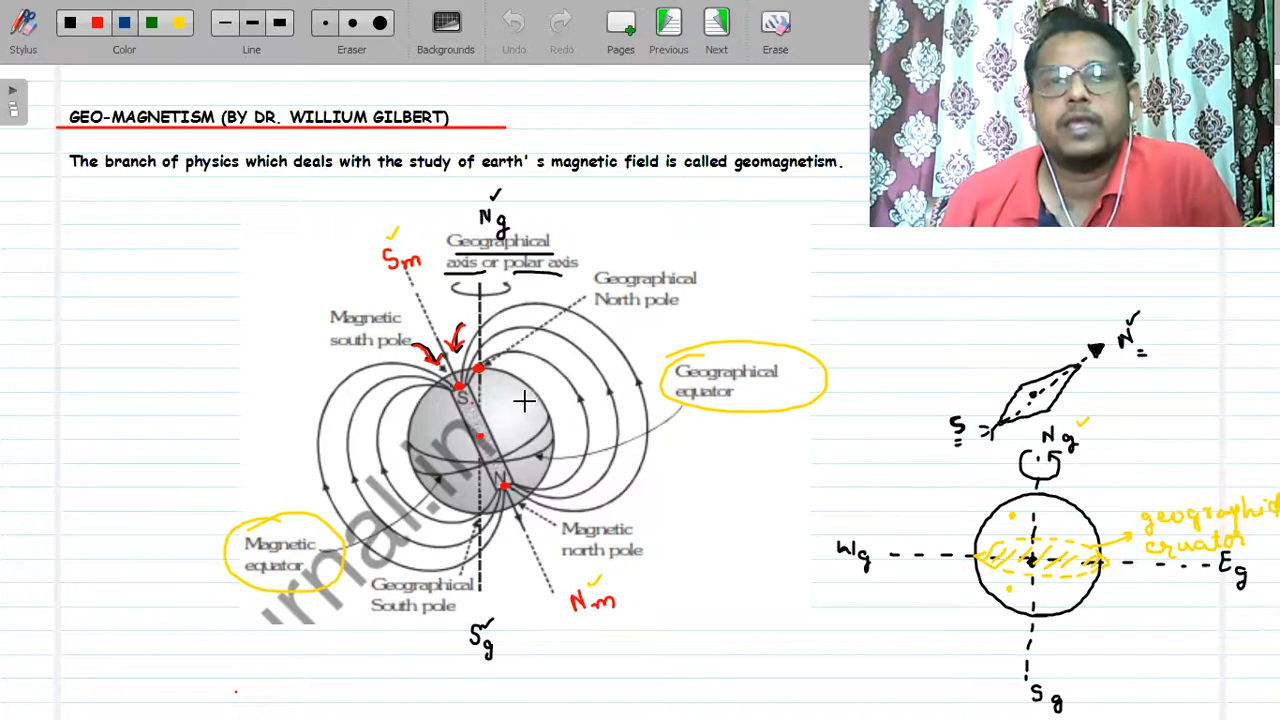 Stylus
Color
Line
Eraser
Backgrounds
Undo
Redo
Pages
Previous
Next
Erase
GEO-MAGNETISM (BY DR. WILLIUM GILBERT)
The branch of physics which deals with the study of earth' s magnetic field is called geomagnetism.
Ng
Sm
Geographical
axis or polar axis
Geographical
North pole
Magnetic
south pole
Geographical
equator
S
N
Magnetic
equator
Magnetic
north pole
Geographical
South pole
Nm
Sg
urnal.in
N
S
Ng
geographic
equator
Wg
Eg
Sg